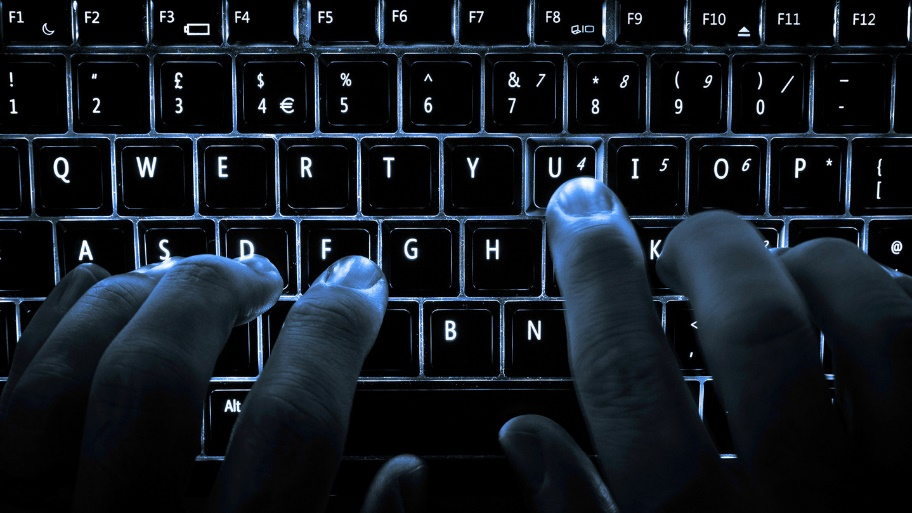 F1 F2 F3 F4 F5 F6 F7 F8 F9 F10 F11 F12
! " £ $ % ^ & 7 * 8 ( 9 ) / _
1 2 3 4 € 5 6 7 8 9 0 -
Q W E R T Y U 4 I 5 O 6 P * {
[
A S D F G H K @
B N <
,
Alt